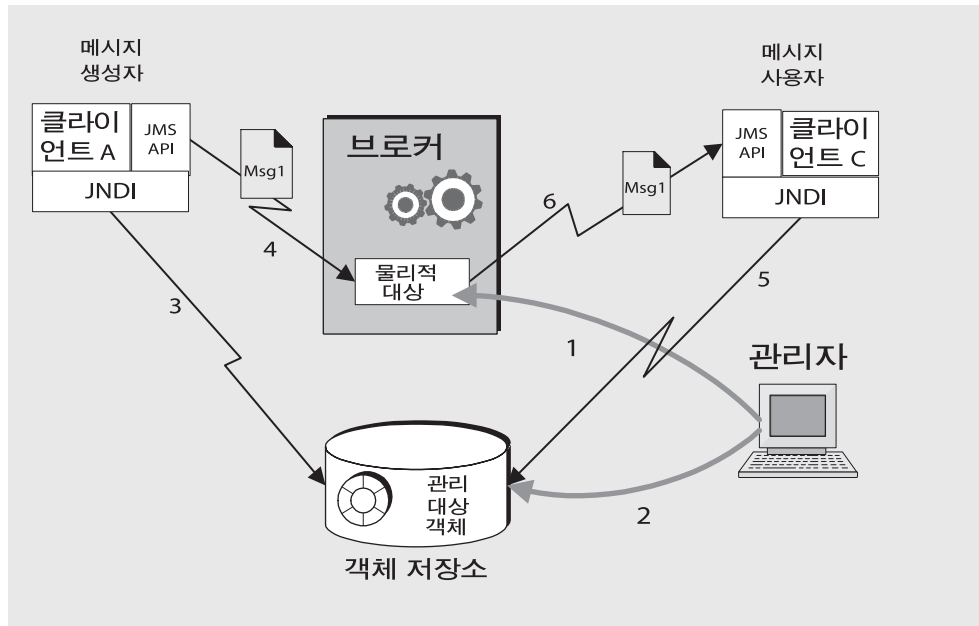 메시지
생성자
클라이
언트 A
JMS
API
JNDI
Msg1
4
3
브로커
물리적
대상
6
Msg1
메시지
사용자
JMS
API
클라이
언트 C
JNDI
5
1
관리자
2
관리
대상
객체
객체 저장소